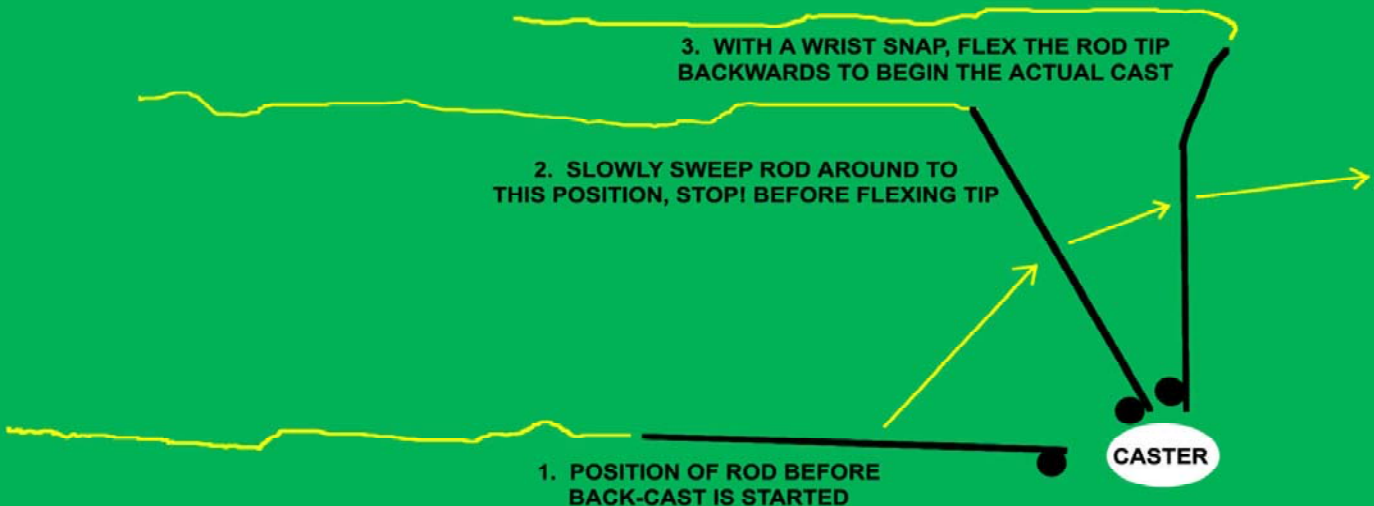 3. WITH A WRIST SNAP, FLEX THE ROD TIP
BACKWARDS TO BEGIN THE ACTUAL CAST
2. SLOWLY SWEEP ROD AROUND TO
THIS POSITION, STOP! BEFORE FLEXING TIP
CASTER
1. POSITION OF ROD BEFORE
BACK-CAST IS STARTED